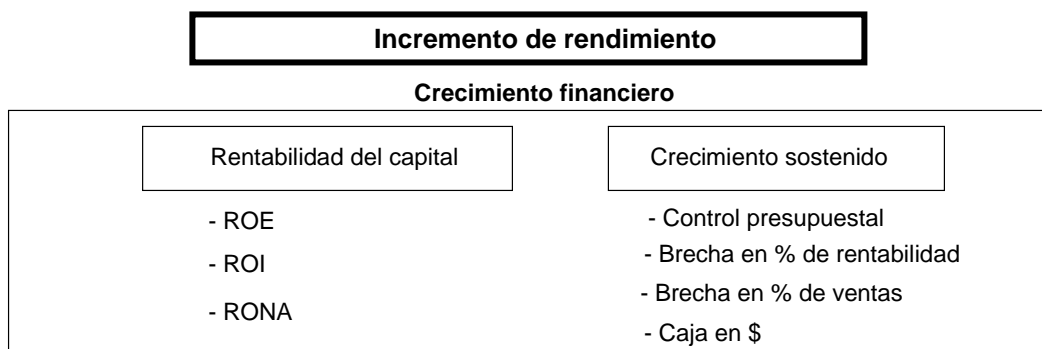 Incremento de rendimiento
Crecimiento financiero
Rentabilidad del capital
- ROE
- ROI
- RONA
Crecimiento sostenido
- Control presupuestal
- Brecha en % de rentabilidad
- Brecha en % de ventas
- Caja en $